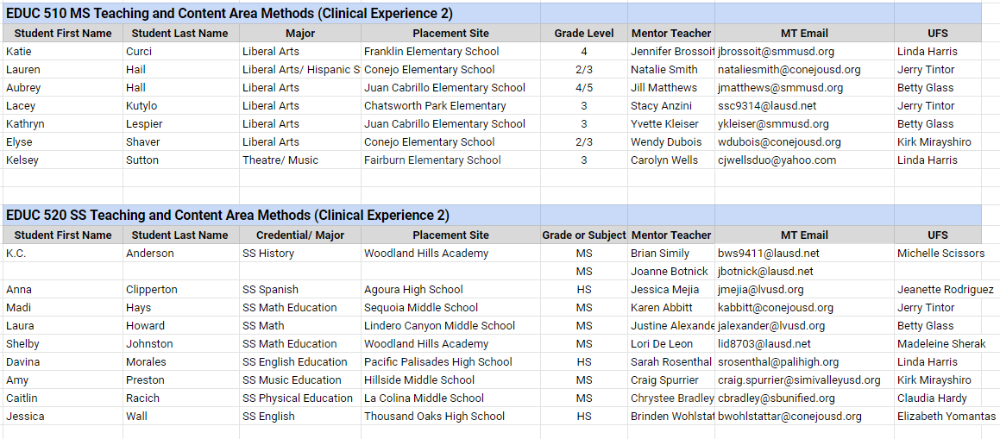 EDUC 510 MS Teaching and Content Area Methods (Clinical Experience 2)
Student First Name Student Last Name Major Placement Site Grade Level Mentor Teacher MT Email UFS
Katie Curci Liberal Arts Franklin Elementary School 4 Jennifer Brossoit jbrossoit@smmusd.org Linda Harris
Lauren Hail Liberal Arts/ Hispanic S Conejo Elementary School 2/3 Natalie Smith nataliesmith@conejousd.org Jerry Tintor
Aubrey Hall Liberal Arts Juan Cabrillo Elementary School 4/5 Jill Matthews jmatthews@smmusd.org Betty Glass
Lacey Kutylo Liberal Arts Chatsworth Park Elementary 3 Stacy Anzini ssc9314@lausd.net Jerry Tintor
Kathryn Lespier Liberal Arts Juan Cabrillo Elementary School 3 Yvette Kleiser ykleiser@smmusd.org Betty Glass
Elyse Shaver Liberal Arts Conejo Elementary School 2/3 Wendy Dubois wdubois@conejousd.org Kirk Mirayshiro
Kelsey Sutton Theatre/ Music Fairburn Elementary School 3 Carolyn Wells cjwellsduo@yahoo.com Linda Harris
EDUC 520 SS Teaching and Content Area Methods (Clinical Experience 2)
Student First Name Student Last Name Credential/ Major Placement Site Grade or Subject Mentor Teacher MT Email UFS
K.C. Anderson SS History Woodland Hills Academy MS Brian Simily bws9411@lausd.net Michelle Scissors
MS Joanne Botnick jbotnick@lausd.net
Anna Clipperton SS Spanish Agoura High School HS Jessica Mejia jmejia@lvusd.org Jeanette Rodriguez
Madi Hays SS Math Education Sequoia Middle School MS Karen Abbitt kabbitt@conejousd.org Jerry Tintor
Laura Howard SS Math Lindero Canyon Middle School MS Justine Alexande jalexander@lvusd.org Betty Glass
Shelby Johnston SS Math Education Woodland Hills Academy MS Lori De Leon lid8703@lausd.net Madeleine Sherak
Davina Morales SS English Education Pacific Palisades High School HS Sarah Rosenthal srosenthal@palihigh.org Linda Harris
Amy Preston SS Music Education Hillside Middle School MS Craig Spurrier craig.spurrier@simivalleyusd.org Kirk Mirayshiro
Caitlin Racich SS Physical Education La Colina Middle School MS Chrystee Bradley cbradley@sbunified.org Claudia Hardy
Jessica Wall SS English Thousand Oaks High School HS Brinden Wohlstat bwohlstattar@conejousd.org Elizabeth Yomantas